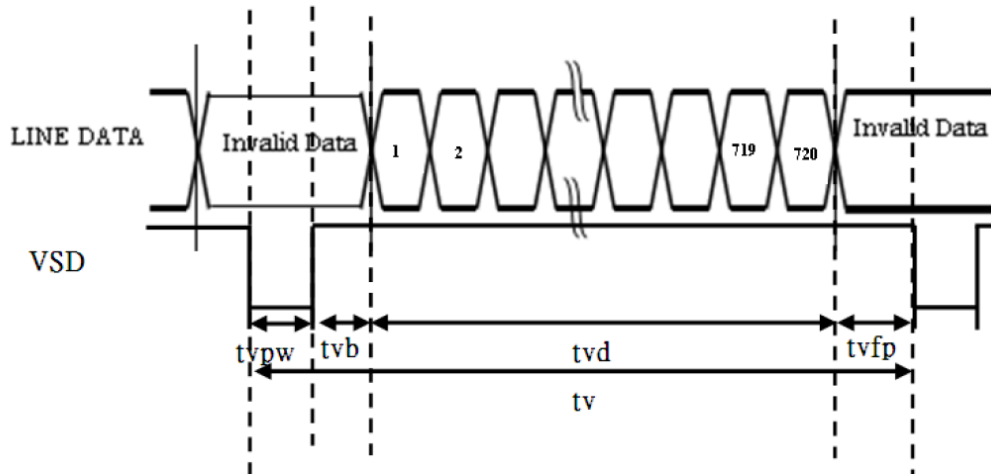 LINE DATA
Invalid Data
1
2
719
720
Invalid Data
VSD
tvpw
tvb
tvd
tvfp
tv